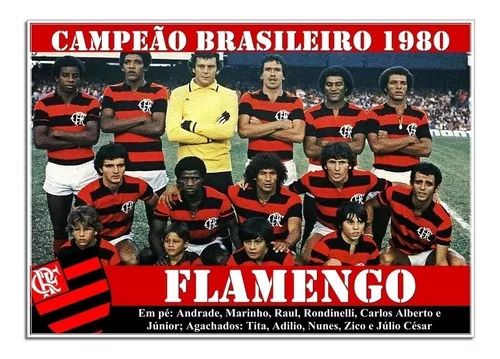 CAMPEÃO BRASILEIRO 1980
FLAMENGO
Em pé: Andrade, Marinho, Raul, Rondinelli, Carlos Alberto e
Júnior; Agachados: Tita, Adilio, Nunes, Zico e Júlio César